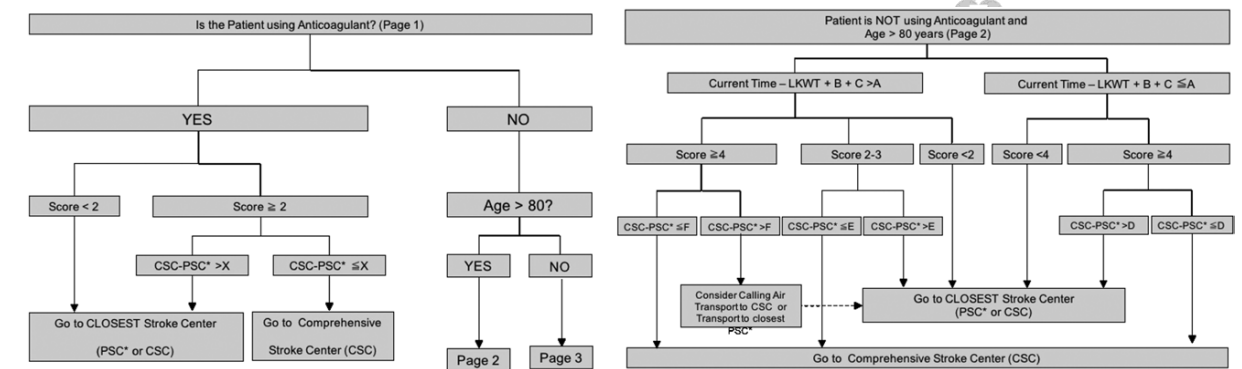 Is the Patient using Anticoagulant? (Page 1)
YES
NO
Score < 2
Score ≧ 2
Age > 80?
CSC-PSC* >X
CSC-PSC* ≦X
YES
NO
Go to CLOSEST Stroke Center
(PSC* or CSC)
Go to Comprehensive
Stroke Center (CSC)
Page 2
Page 3
Patient is NOT using Anticoagulant and
Age > 80 years (Page 2)
Current Time – LKWT + B + C >A
Current Time – LKWT + B + C ≦A
Score ≧4
Score 2-3
Score <2
Score <4
Score ≧4
CSC-PSC* ≦F
CSC-PSC* >F
CSC-PSC* ≦E
CSC-PSC* >E
CSC-PSC* >D
CSC-PSC* ≦D
Consider Calling Air
Transport to CSC or
Transport to closest
PSC*
Go to CLOSEST Stroke Center
(PSC* or CSC)
Go to Comprehensive Stroke Center (CSC)